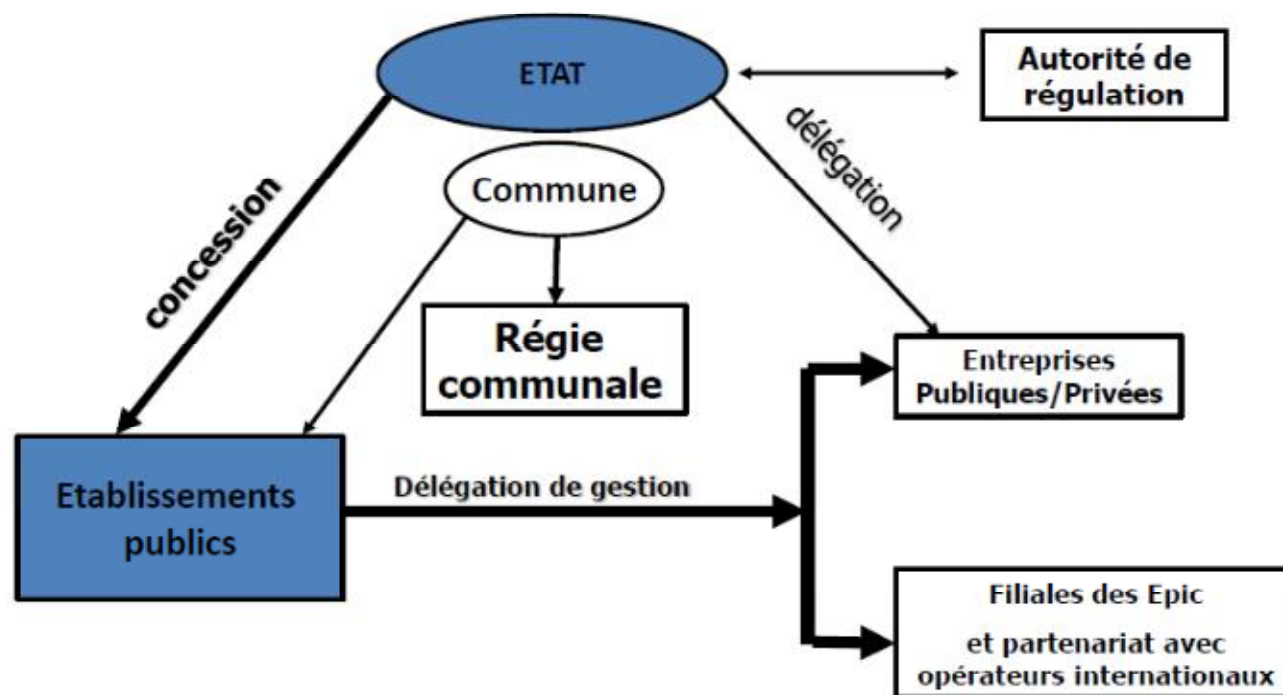 ETAT
Autorité de
régulation
délégation
Commune
concession
Régie
communale
Entreprises
Publiques/Privées
Etablissements
publics
Délégation de gestion
Filiales des Epic
et partenariat avec
opérateurs internationaux